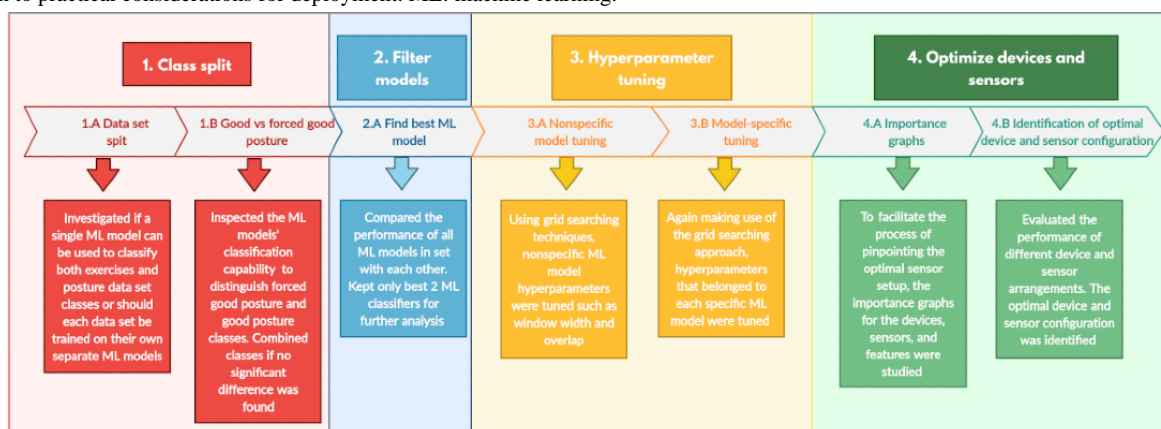 to practical considerations for deployment. ML: machine learning.
1. Class split
2. Filter
models
3. Hyperparameter
tuning
4. Optimize devices and
sensors
1.A Data set
spit
1.B Good vs forced good
posture
2.A Find best ML
model
3.A Nonspecific
model tuning
3.B Model-specific
tuning
4.A Importance
graphs
4.B Identification of optimal
device and sensor configuration
Investigated if a
single ML model can
be used to classify
both exercises and
posture data set
classes or should
each data set be
trained on their own
separate ML models
Inspected the ML
models'
classification
capability to
distinguish forced
good posture and
good posture
classes. Combined
classes if no
significant
difference was
found
Compared the
performance of all
ML models in set
with each other.
Kept only best 2 ML
classifiers for
further analysis
Using grid searching
techniques,
nonspecific ML
model
hyperparameters
were tuned such as
window width and
overlap
Again making use of
the grid searching
approach,
hyperparameters
that belonged to
each specific ML
model were tuned
To facilitate the
process of
pinpointing the
optimal sensor
setup, the
importance graphs
for the devices,
sensors, and
features were
studied
Evaluated the
performance of
different device and
sensor
arrangements. The
optimal device and
sensor configuration
was identified